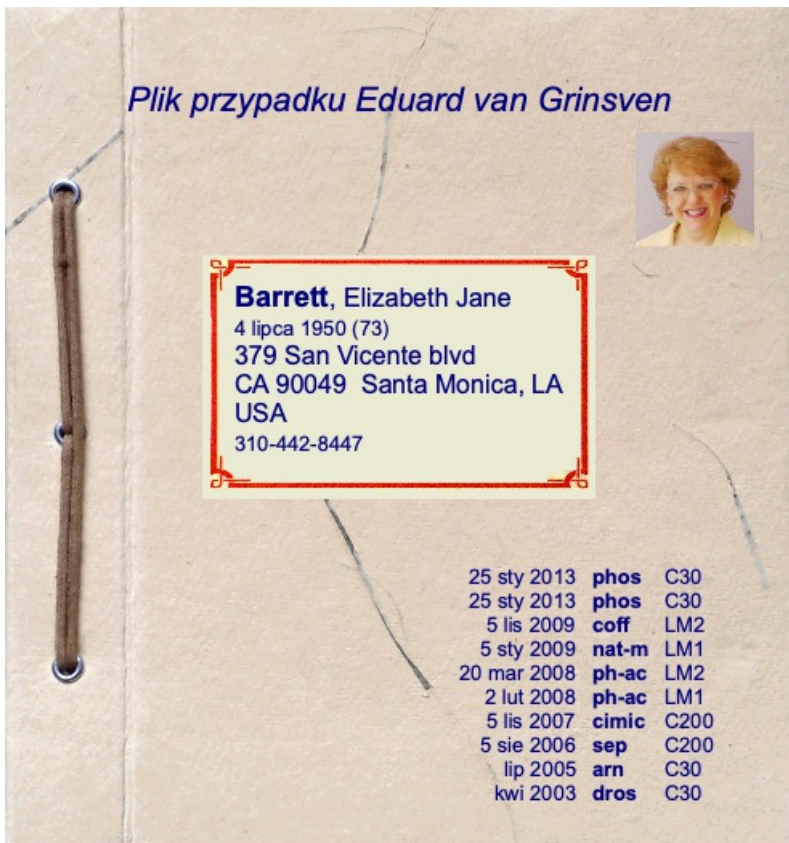 Plik przypadku Eduard van Grinsven
Barrett, Elizabeth Jane
4 lipca 1950 (73)
379 San Vicente blvd
CA 90049 Santa Monica, LA
USA
310-442-8447
25 sty 2013 phos C30
25 sty 2013 phos C30
5 lis 2009 coff LM2
5 sty 2009 nat-m LM1
20 mar 2008 ph-ac LM2
2 lut 2008 ph-ac LM1
5 lis 2007 cimic C200
5 sie 2006 sep C200
lip 2005 arn C30
kwi 2003 dros C30